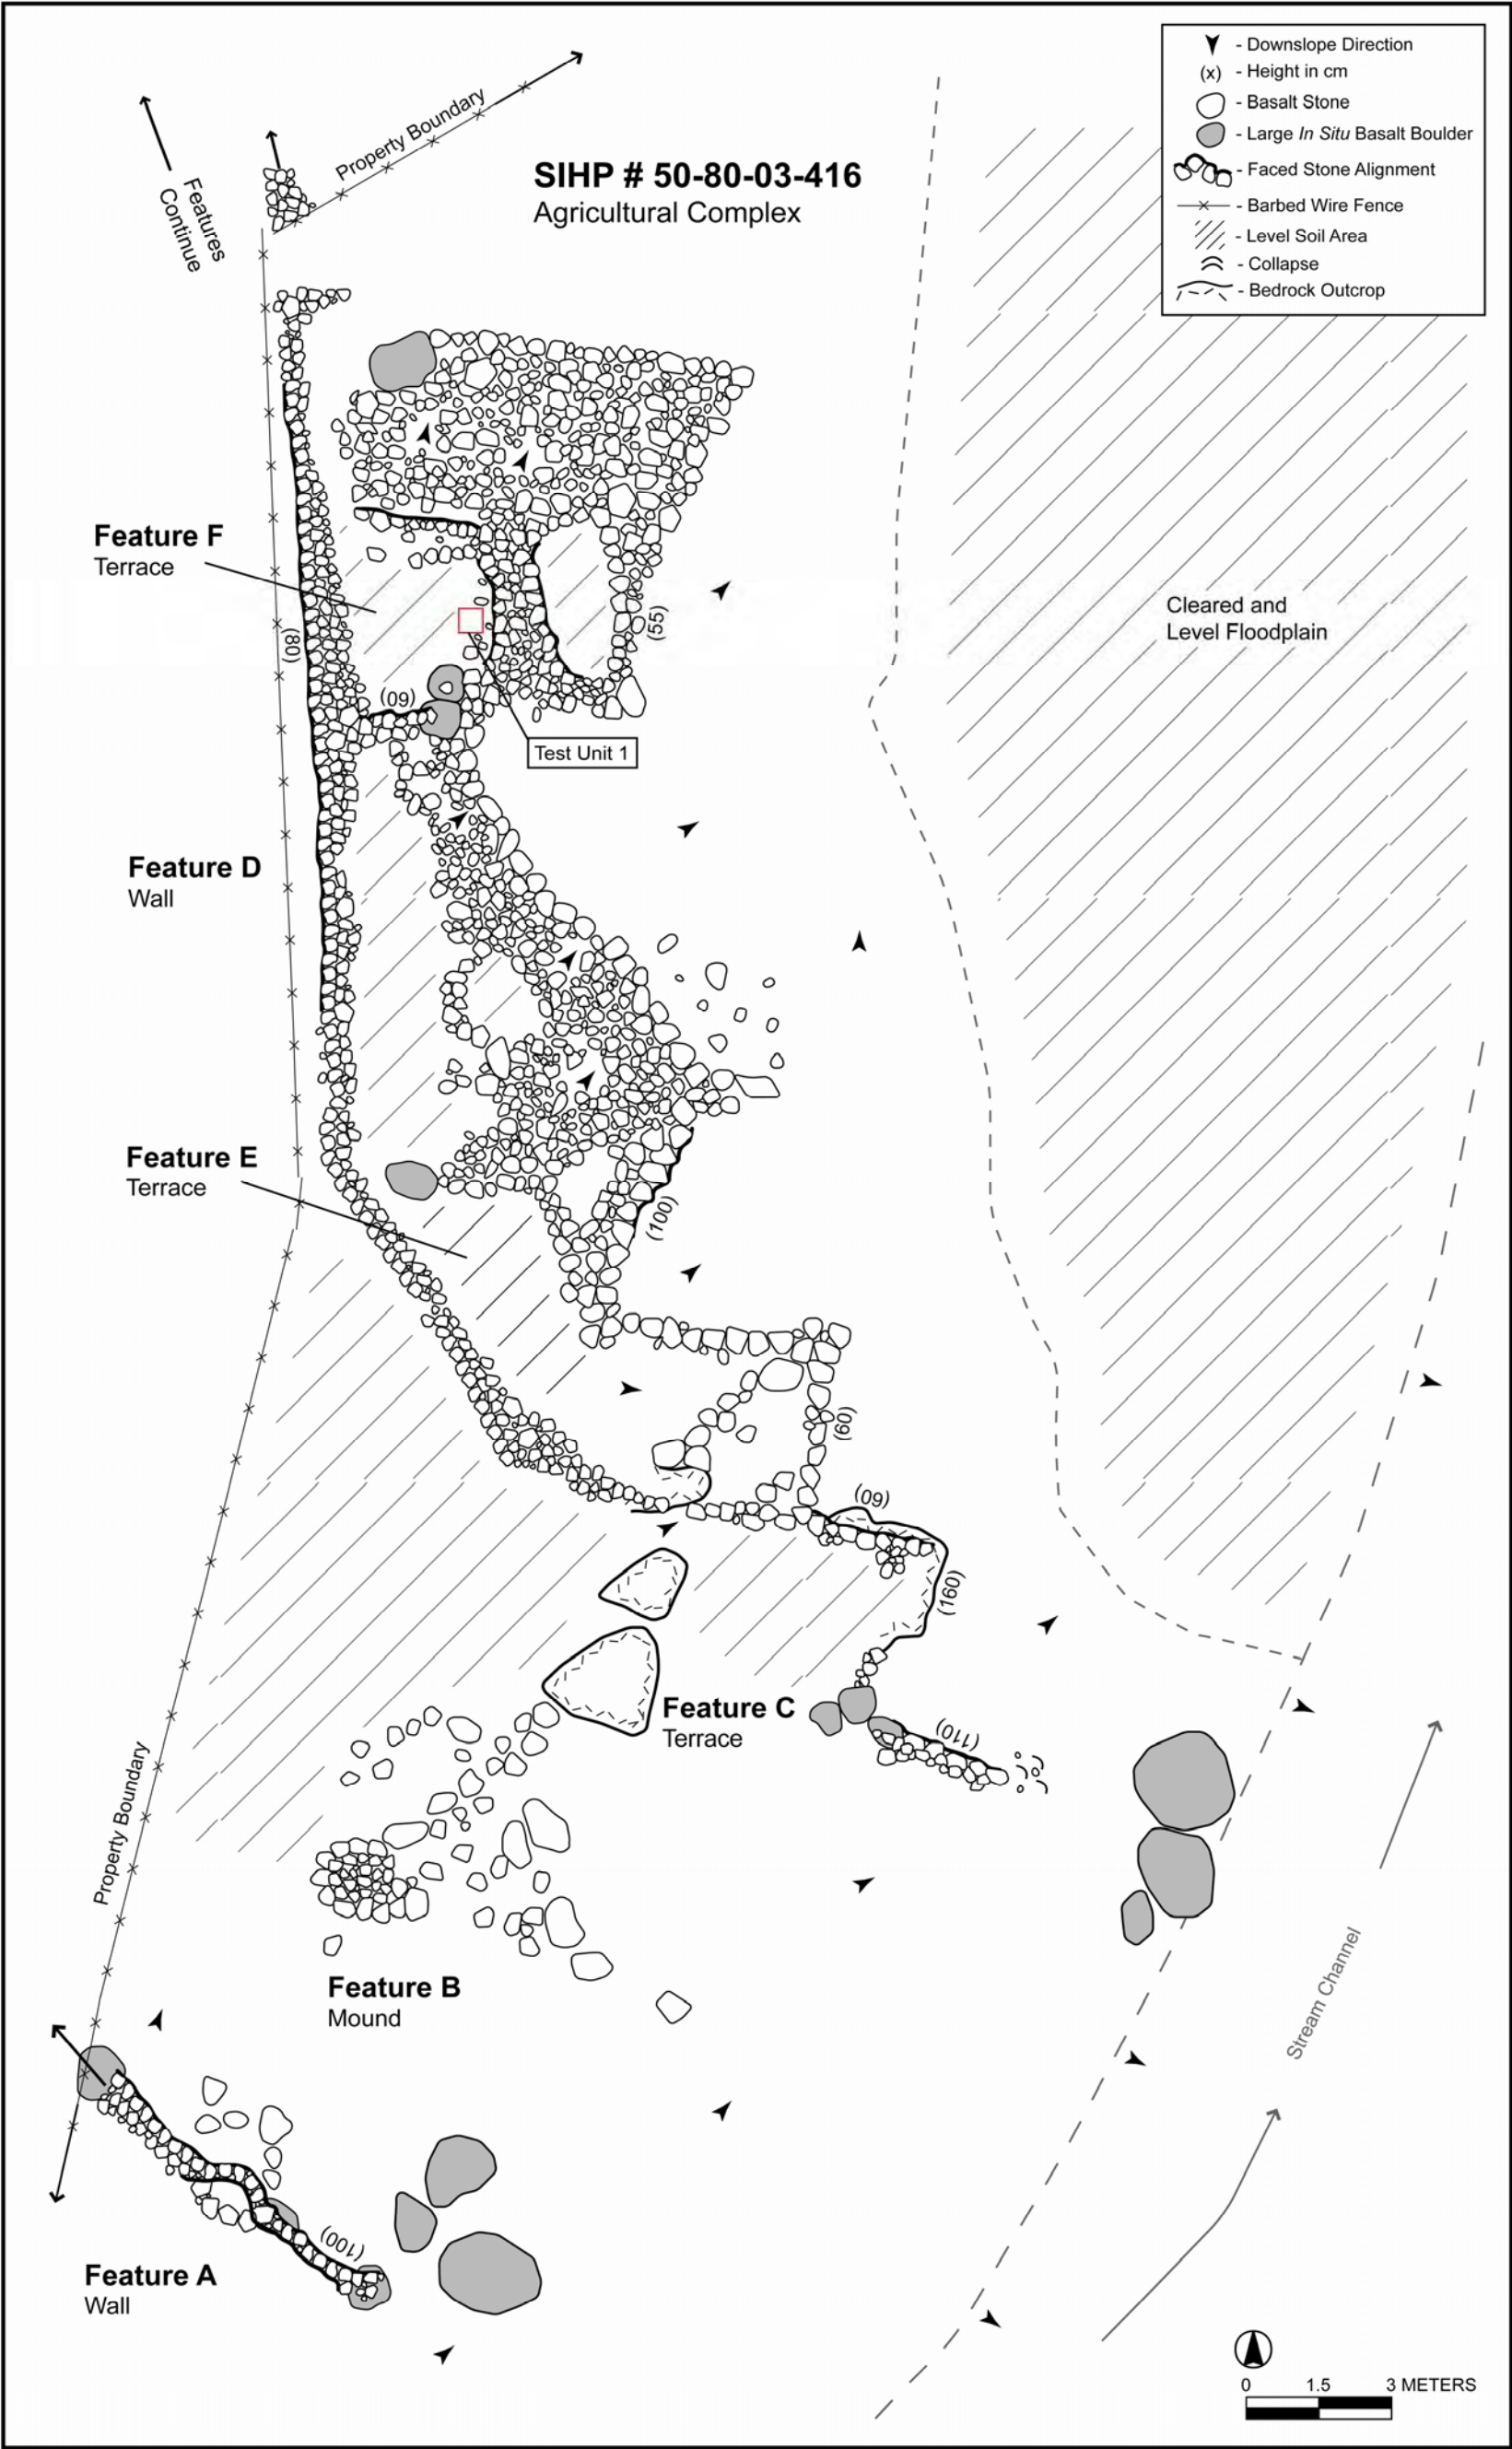 - Downslope Direction
(x) - Height in cm
- Basalt Stone
- Large In Situ Basalt Boulder
- Faced Stone Alignment
- Barbed Wire Fence
- Level Soil Area
- Collapse
- Bedrock Outcrop
Property Boundary
Features
Continue
SIHP # 50-80-03-416
Agricultural Complex
Feature F
Terrace
(80)
(55)
(60)
Test Unit 1
Cleared and
Level Floodplain
Feature D
Wall
Feature E
Terrace
(100)
(60)
(60)
(160)
Feature C
Terrace
(110)
Property Boundary
Feature B
Mound
Stream Channel
(100)
Feature A
Wall
0 1.5 3 METERS